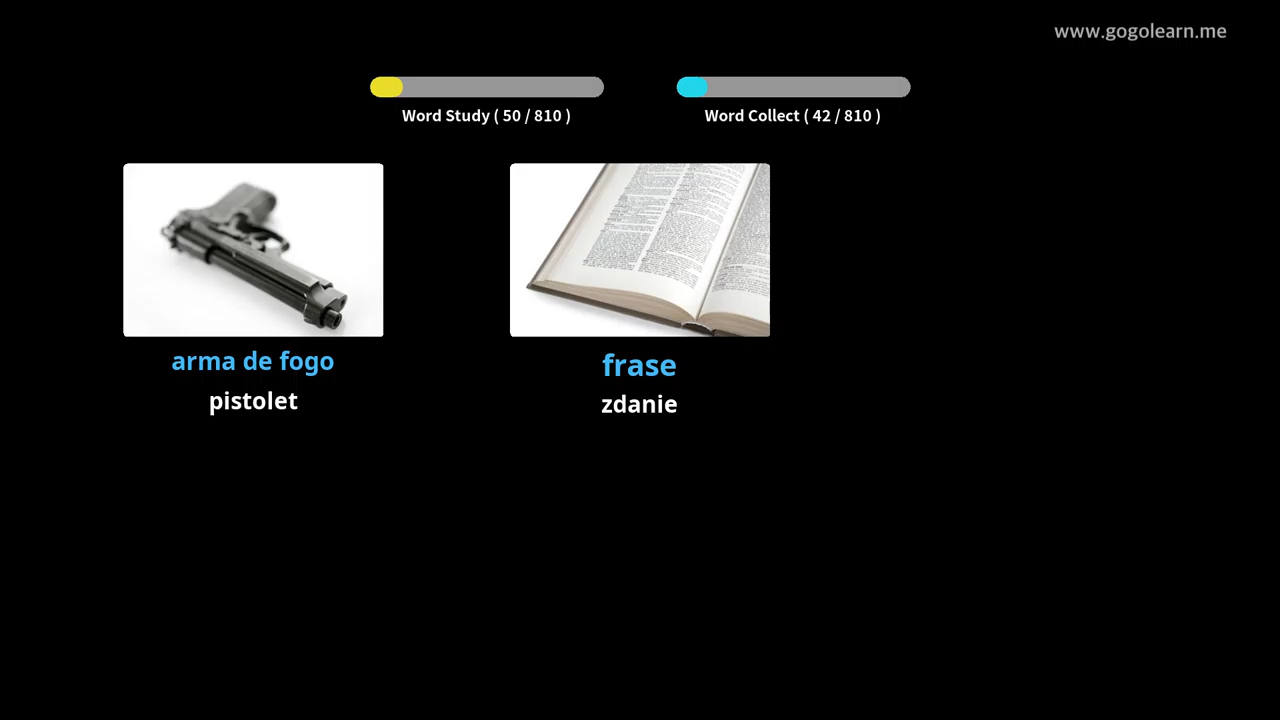 www.gogolearn.me
Word Study ( 50 / 810 )
Word Collect ( 42 / 810 )
arma de fogo
pistolet
frase
zdanie